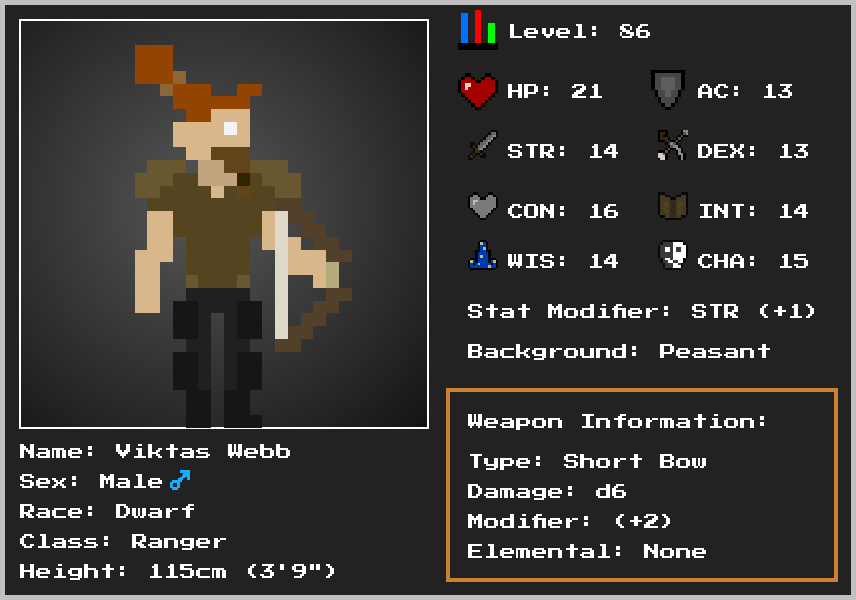 Level: 86
HP: 21
AC: 13
STR: 14
DEX: 13
CON: 16
INT: 14
WIS: 14
CHA: 15
Stat Modifier: STR (+1)
Background: Peasant
Weapon Information:
Type: Short Bow
Damage: d6
Modifier: (+2)
Elemental: None
Name: Viktas Webb
Sex: Male♂
Race: Dwarf
Class: Ranger
Height: 115cm (3'9")